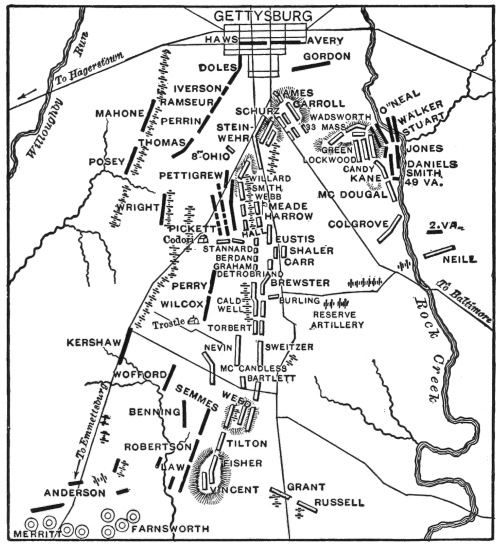 GETTYSBURG
HAWS AVERY
GORDON
DOLES
To Hagerstown
Willoughby Run
IVERSON
RAMSEUR
PERRIN
MAHONE
THOMAS
POSEY
HAMES
CARROLL
SCHURZ
STEIN-
WEHR
8TH OHIO
WADSWORTH
33 MASS.
O'NEAL
WALKER
STUART
GREEN
LOCKWOOD
JONES
CANDY
KANE
DANIELS
SMITH
49 VA.
MC DOUGAL
COLGROVE
2. VA.
NEILL
To Baltimore
PETTIGREW
WILLARD
SMITH
WEBB
MEADE
HARROW
HALL
WRIGHT
PICKETT
Codori
STANNARD
BERDAN
GRAHAM
DETROBRIAND
EUSTIS
SHALER
CARR
BREWSTER
PERRY
WILCOX
CALD
WELL
BURLING
RESERVE
ARTILLERY
Trostle
TORBERT
Rock Creek
KERSHAW
NEVIN
SWEITZER
MC CANDLESS
BARTLETT
WOFFORD
SEMMES
BENNING
WEED
TILTON
To Emmettsburg
ROBERTSON
LAW
FISHER
VINCENT
ANDERSON
GRANT
RUSSELL
MERRITT
FARNSWORTH